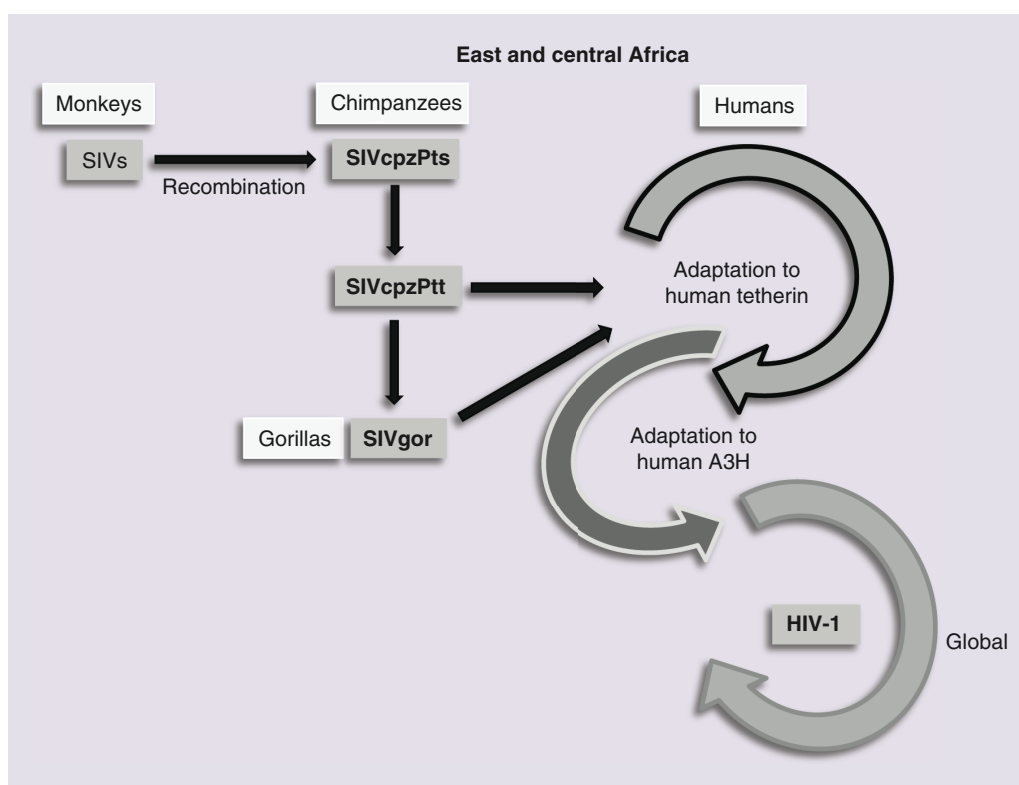 East and central Africa
Monkeys
Chimpanzees
Humans
SIVs
SIVcpzPts
Recombination
SIVcpzPtt
Adaptation to
human tetherin
Gorillas
SIVgor
Adaptation to
human A3H
HIV-1
Global